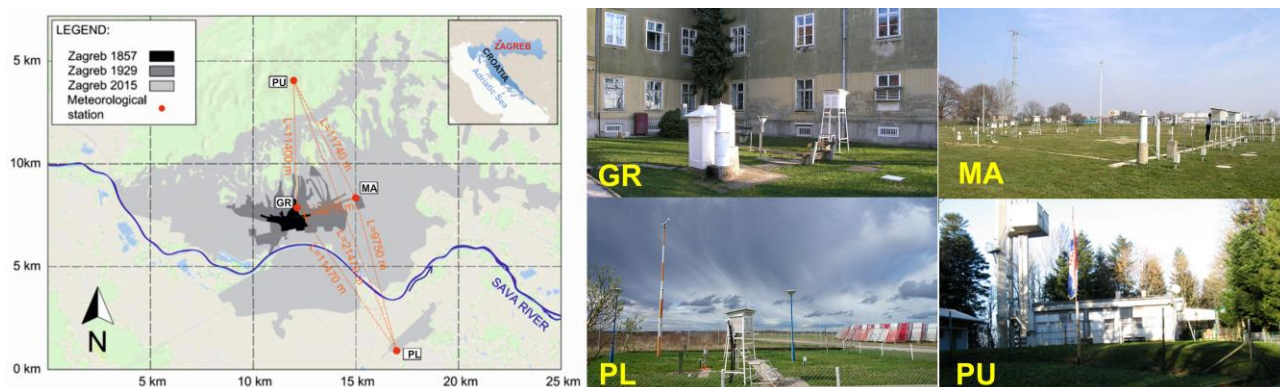 LEGEND:
Zagreb 1857
Zagreb 1929
Zagreb 2015
Meteorological
station
ZAGREB
CROATIA
Adriatic Sea
5 km
10km
5 km
0 km
PU
MA
GR
PL
L=11400 m
L=11740 m
L=9750 m
L=11470 m
SAVA RIVER
N
5 km
10 km
15 km
20 km
25 km
GR
MA
PL
PU